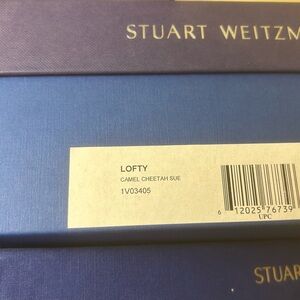 STUART WEITZM
LOFTY
CAMEL CHEETAH SUE
1V03405
6 12025 76739
UPC
STUAR